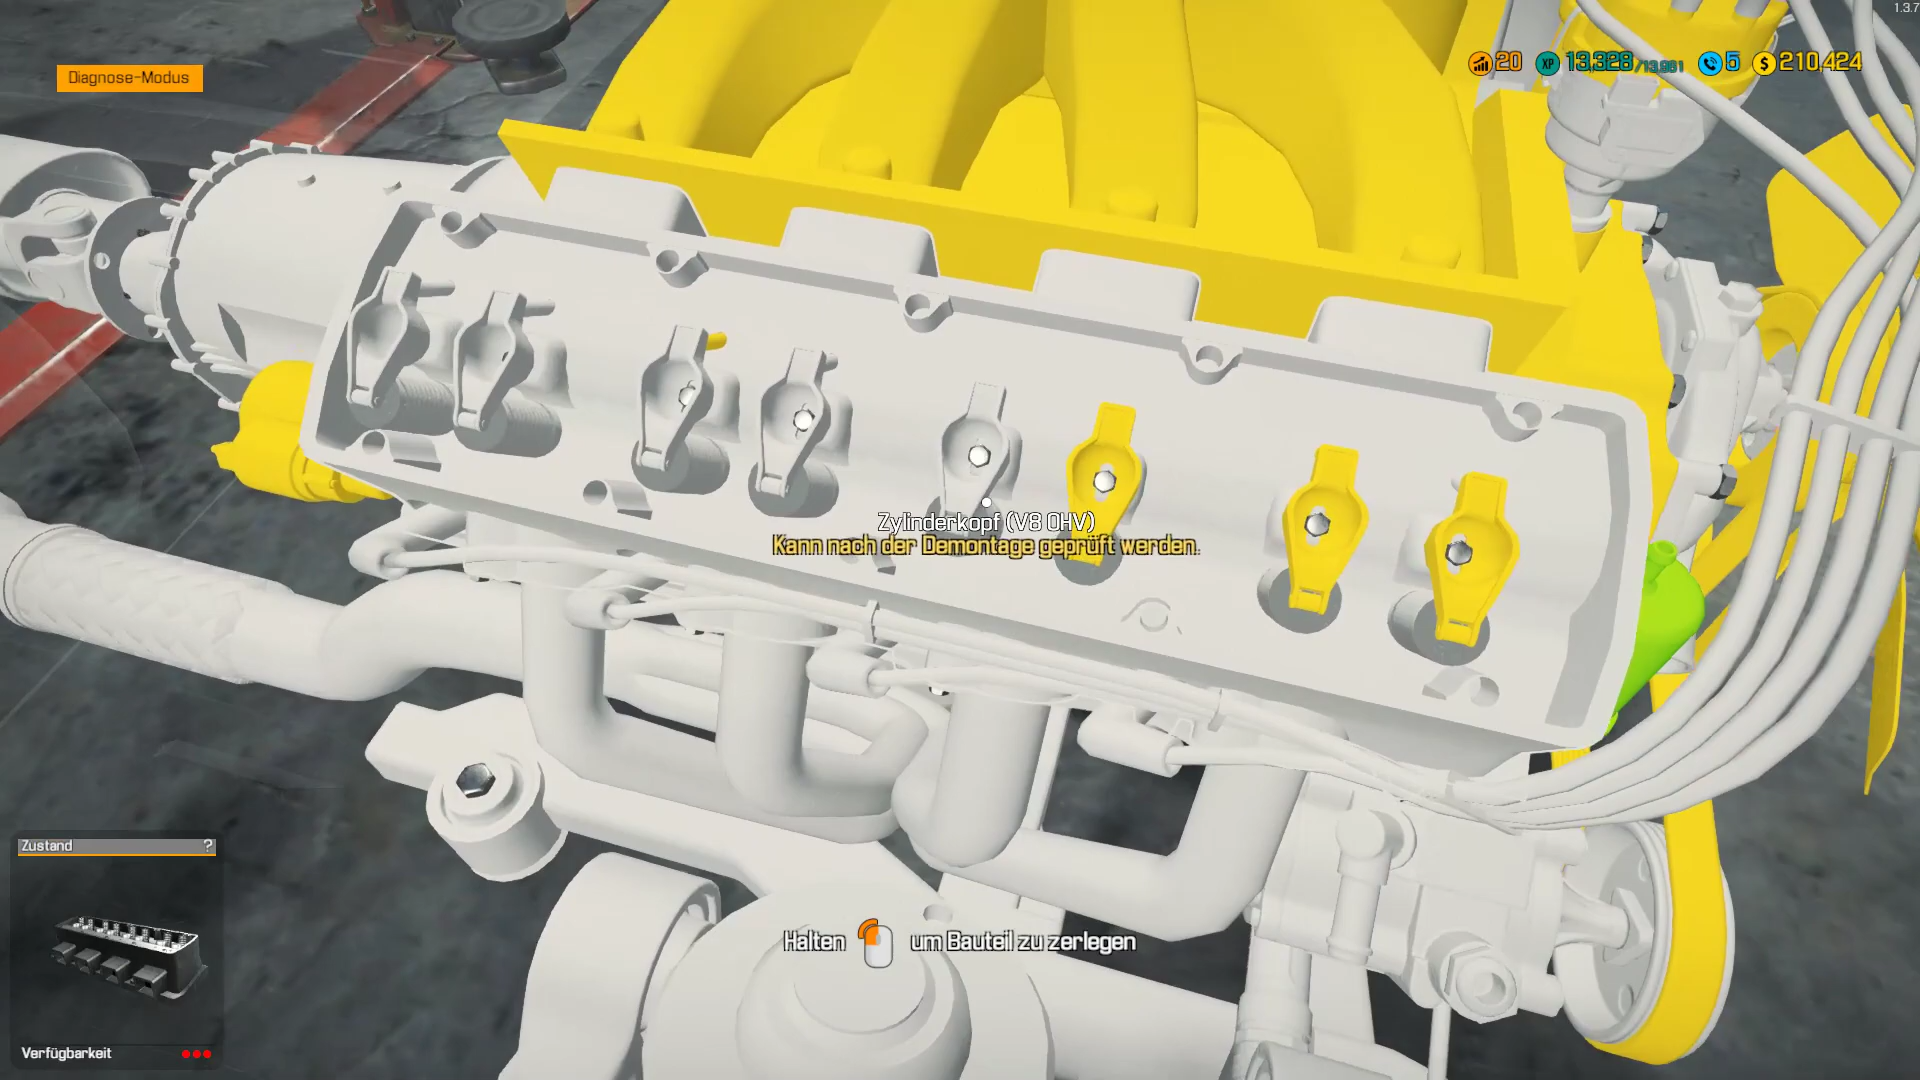 1.3.7
Diagnose-Modus
20 XP 13,328/13,981 5 $ 210,424
Zylinderkopf (V8 OHV)
Kann nach der Demontage geprüft werden.
Halten um Bauteil zu zerlegen
Zustand ?
Verfügbarkeit